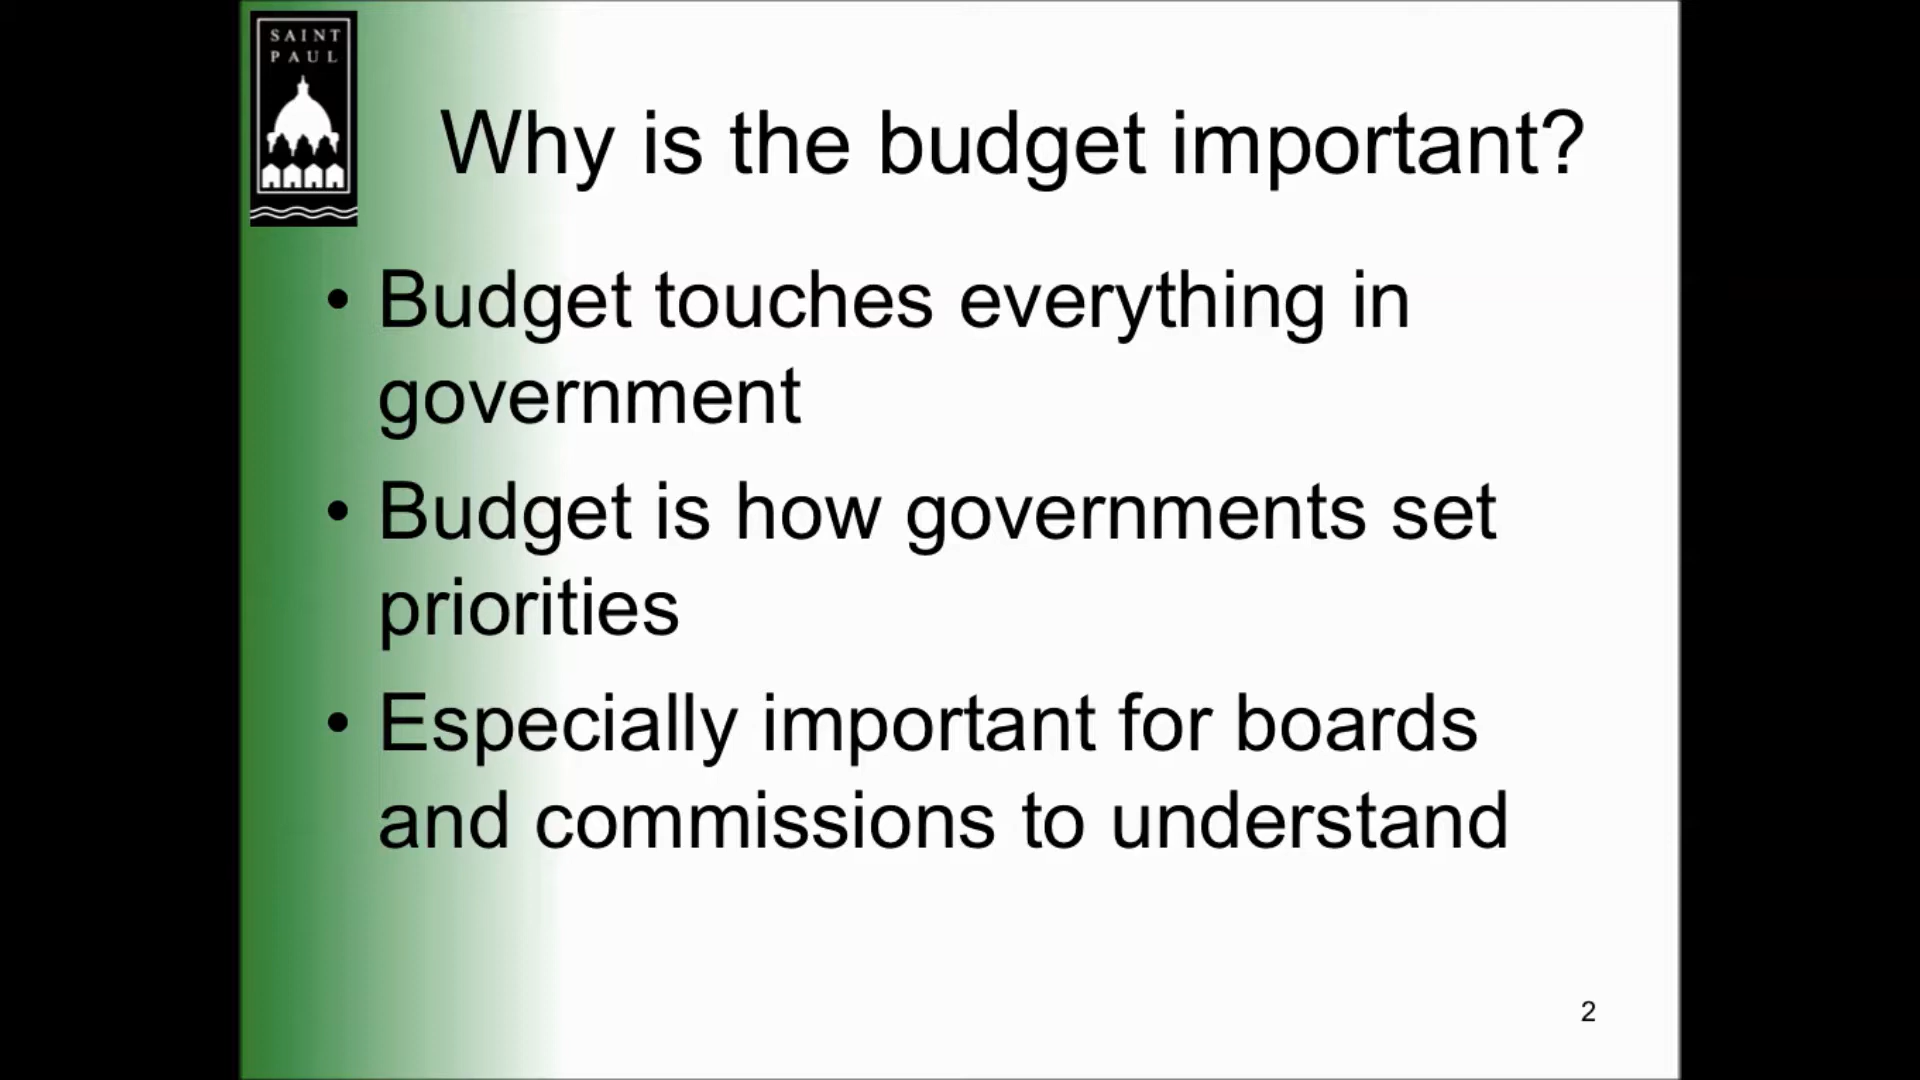 SAINT
PAUL
Why is the budget important?
• Budget touches everything in
government
• Budget is how governments set
priorities
• Especially important for boards
and commissions to understand
2